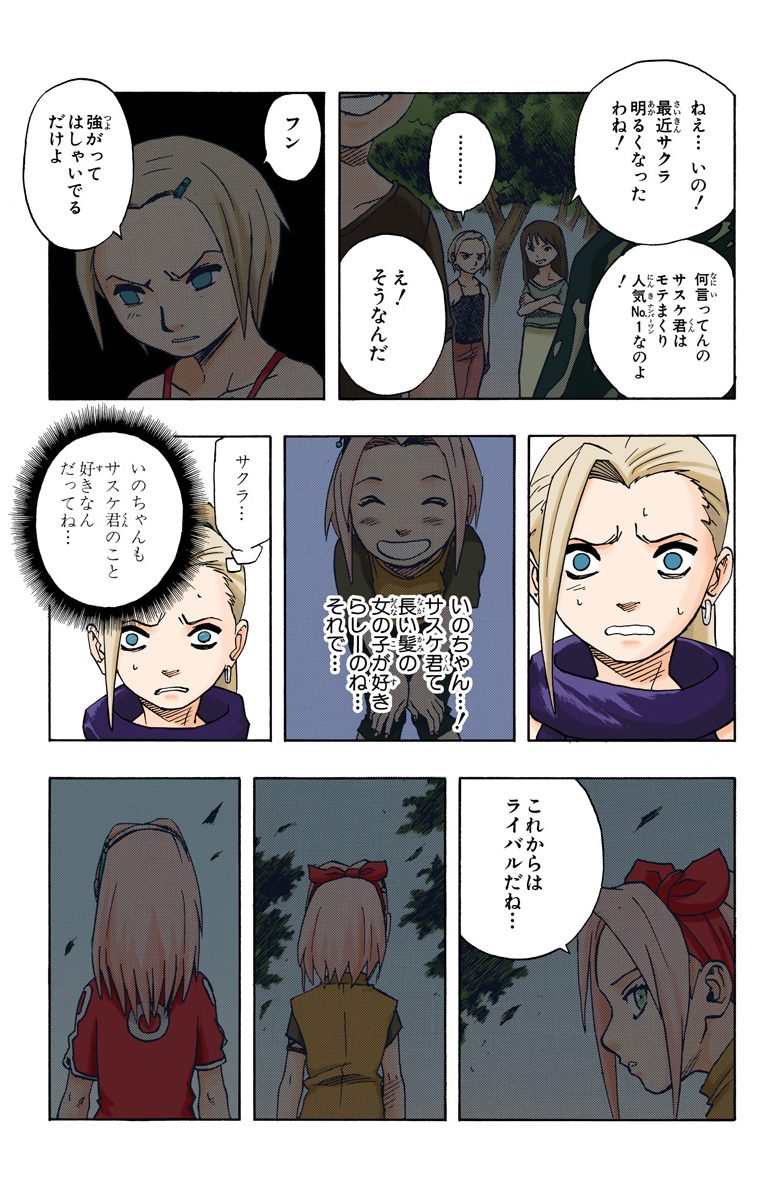 ねえ…いの!
最近サクラ
明るくなった
わね!
何言ってんの
サスケ君は
モテまくり
人気№1なのよ
!
………
え!
そうなんだ
フン
強がって
はしゃいでる
だけよ
いのちゃん…!
サスケ君て
長い髪の
女の子が好き
らしーのね…
それで…
サクラ…
いのちゃんも
サスケ君のこと
好きなん
だってね…
これからは
ライバルだね…